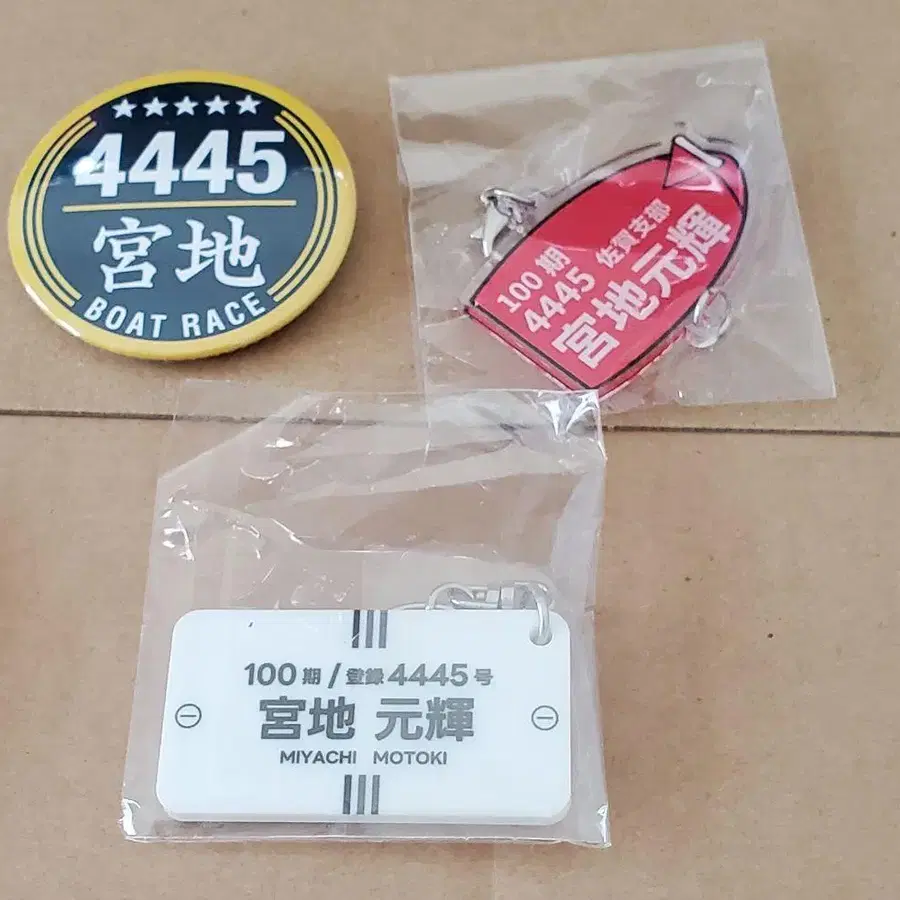 ★★★★★
4445
宮地
BOAT RACE
100期
4445 佐賀支部
宮地元輝
100期/登録4445号
宮地 元輝
MIYACHI MOTOKI